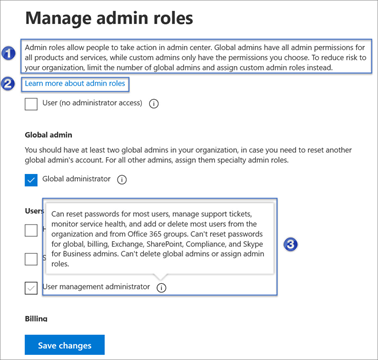 Manage admin roles
1
Admin roles allow people to take action in admin center. Global admins have all admin permissions for
all products and services, while custom admins only have the permissions you choose. To reduce risk to
your organization, limit the number of global admins and assign custom admin roles instead.
2
Learn more about admin roles
User (no administrator access)
Global admin
You should have at least two global admins in your organization, in case you need to reset another
global admin's account. For all other admins, assign them specialty admin roles.
Global administrator
Users
Can reset passwords for most users, manage support tickets,
monitor service health, and add or delete most users from the
organization and from Office 365 groups. Can't reset passwords
for global, billing, Exchange, SharePoint, Compliance, and Skype
for Business admins. Can't delete global admins or assign admin
roles.
3
User management administrator
Billing
Save changes